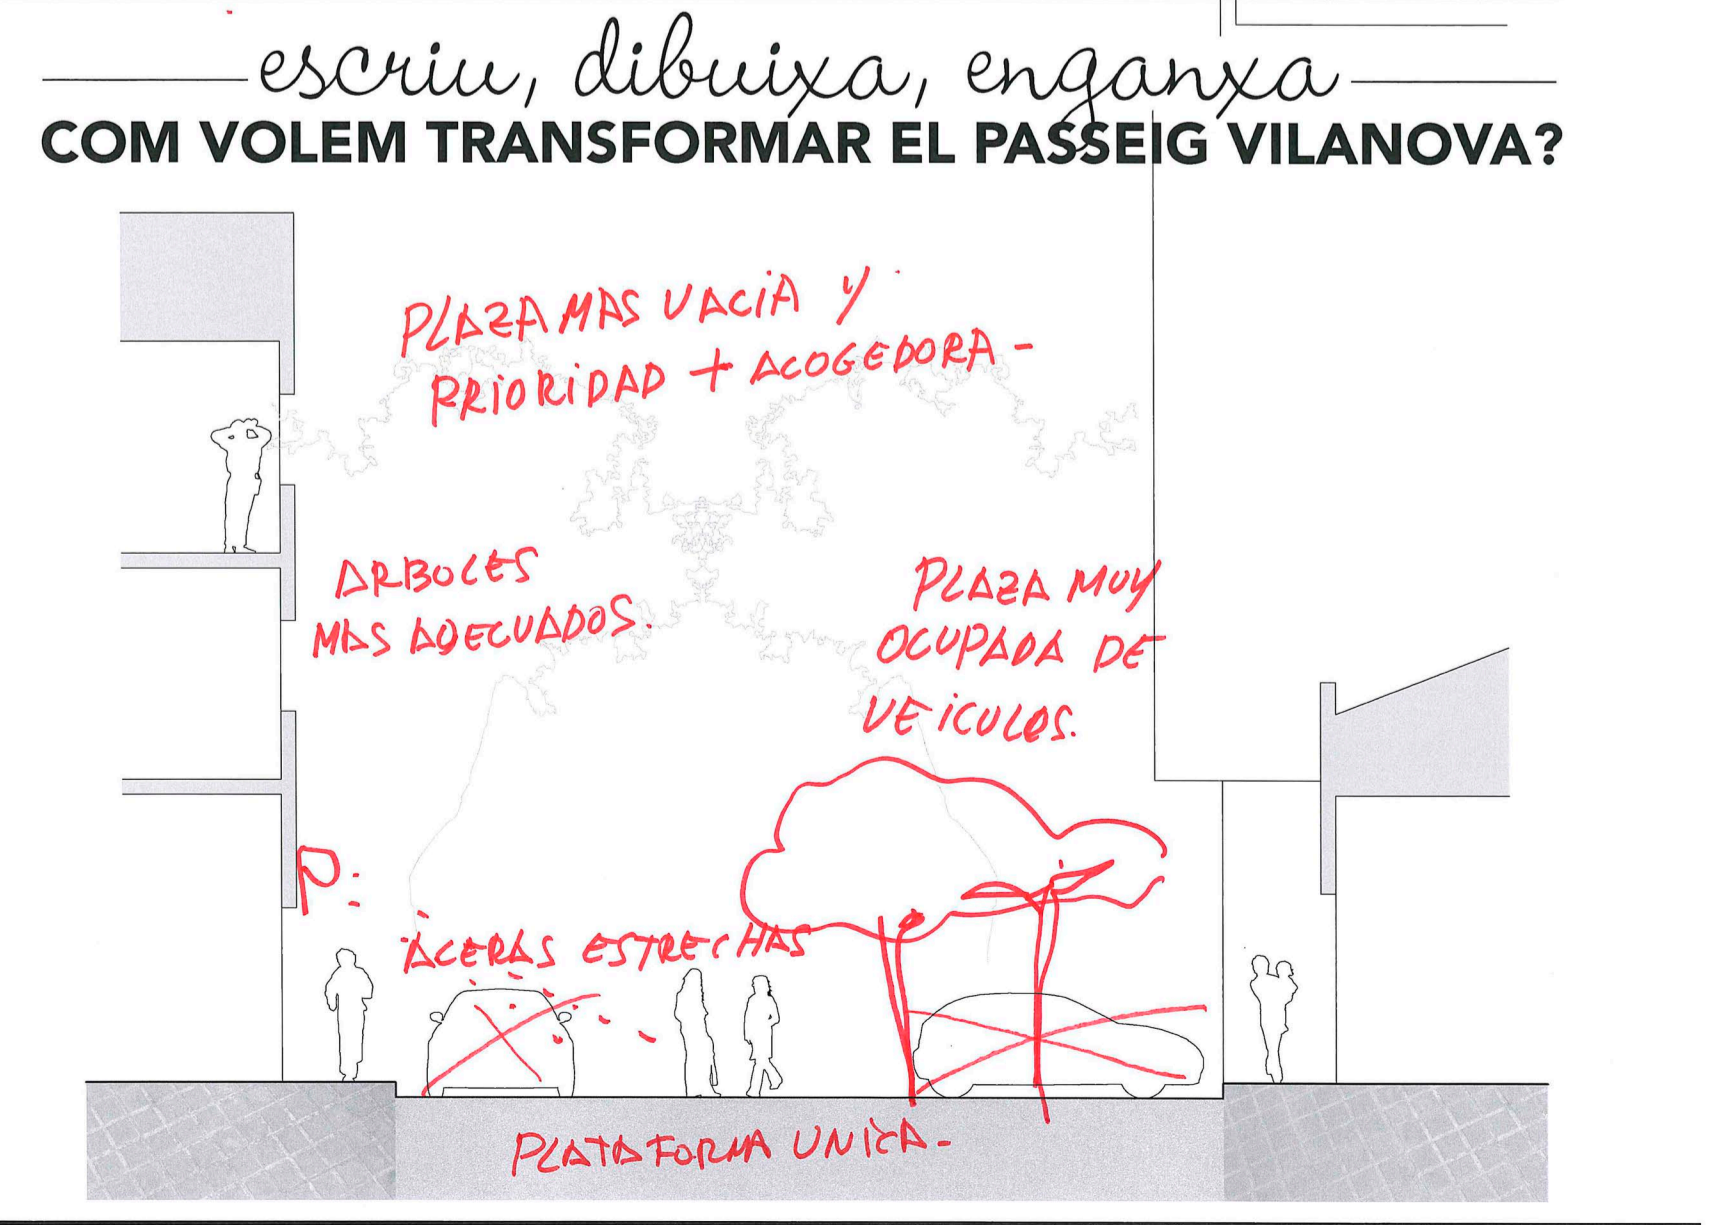 escriu, dibuixa, enganxa
COM VOLEM TRANSFORMAR EL PASSEIG VILANOVA?
PLAZA MAS VACIA Y
PRIORIDAD + ACOGEDORA -
ARBOLES
MAS ADECUADOS.
PLAZA MUY
OCUPADA DE
VEICULOS.
P:
ACERAS ESTRECHAS
PLATAFORMA UNICA -